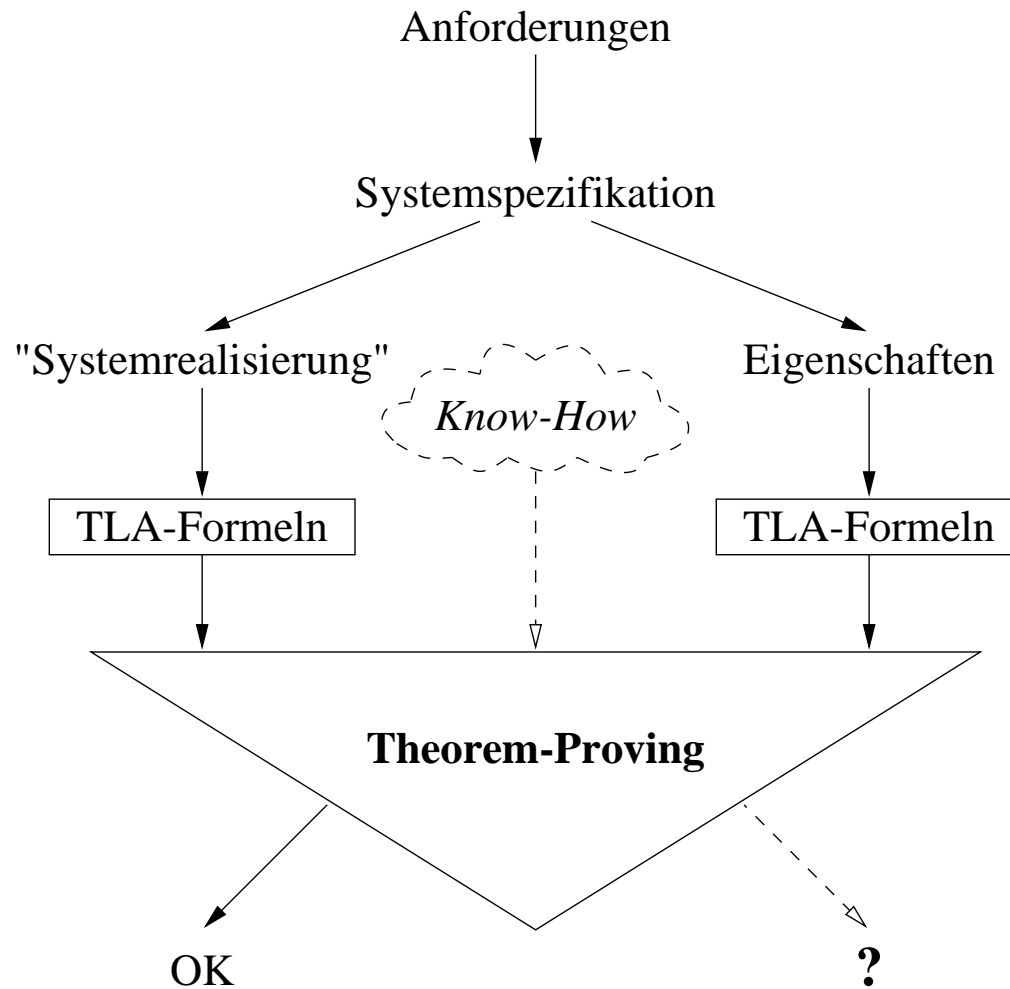 Anforderungen
Systemspezifikation
"Systemrealisierung"
Know-How
Eigenschaften
TLA-Formeln
TLA-Formeln
Theorem-Proving
OK
?